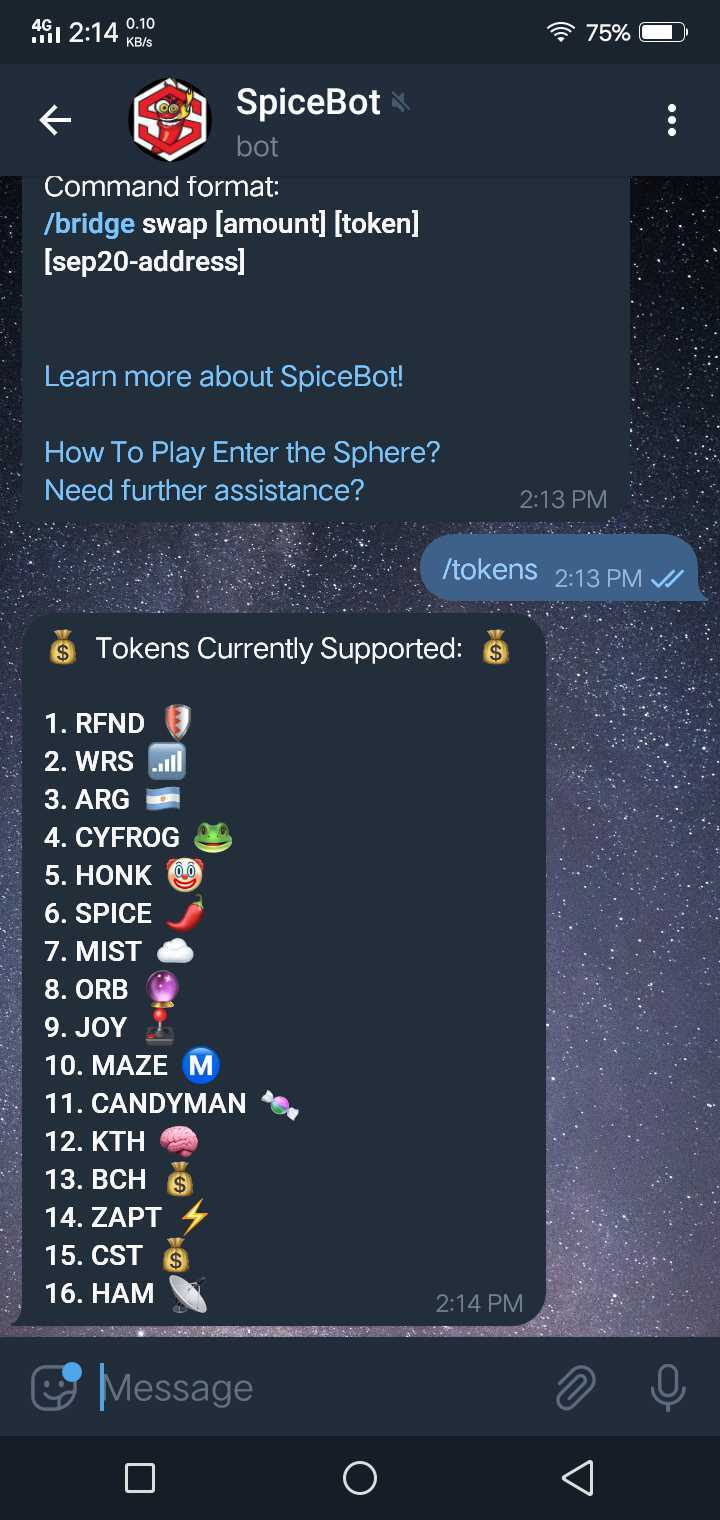 4G 2:14 0.10 KB/s 75%
SpiceBot
bot
Command format:
/bridge swap [amount] [token]
[sep20-address]
Learn more about SpiceBot!
How To Play Enter the Sphere?
Need further assistance?
2:13 PM
/tokens 2:13 PM
💰 Tokens Currently Supported: 💰
1. RFND
2. WRS 📶
3. ARG 🇦🇷
4. CYFROG 🐸
5. HONK 🤡
6. SPICE 🌶
7. MIST ☁️
8. ORB 🔮
9. JOY 🕹
10. MAZE Ⓜ️
11. CANDYMAN 🍬
12. KTH 🧠
13. BCH 💰
14. ZAPT ⚡
15. CST 💰
16. HAM 📡
2:14 PM
Message